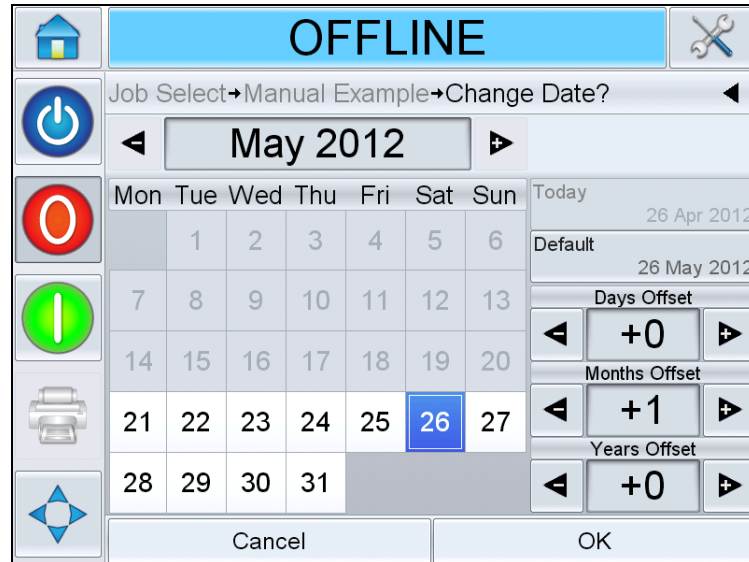 OFFLINE
Job Select→Manual Example→Change Date?
May 2012
Mon Tue Wed Thu Fri Sat Sun
1 2 3 4 5 6
7 8 9 10 11 12 13
14 15 16 17 18 19 20
21 22 23 24 25 26 27
28 29 30 31
Today
26 Apr 2012
Default
26 May 2012
Days Offset
+0
Months Offset
+1
Years Offset
+0
Cancel OK